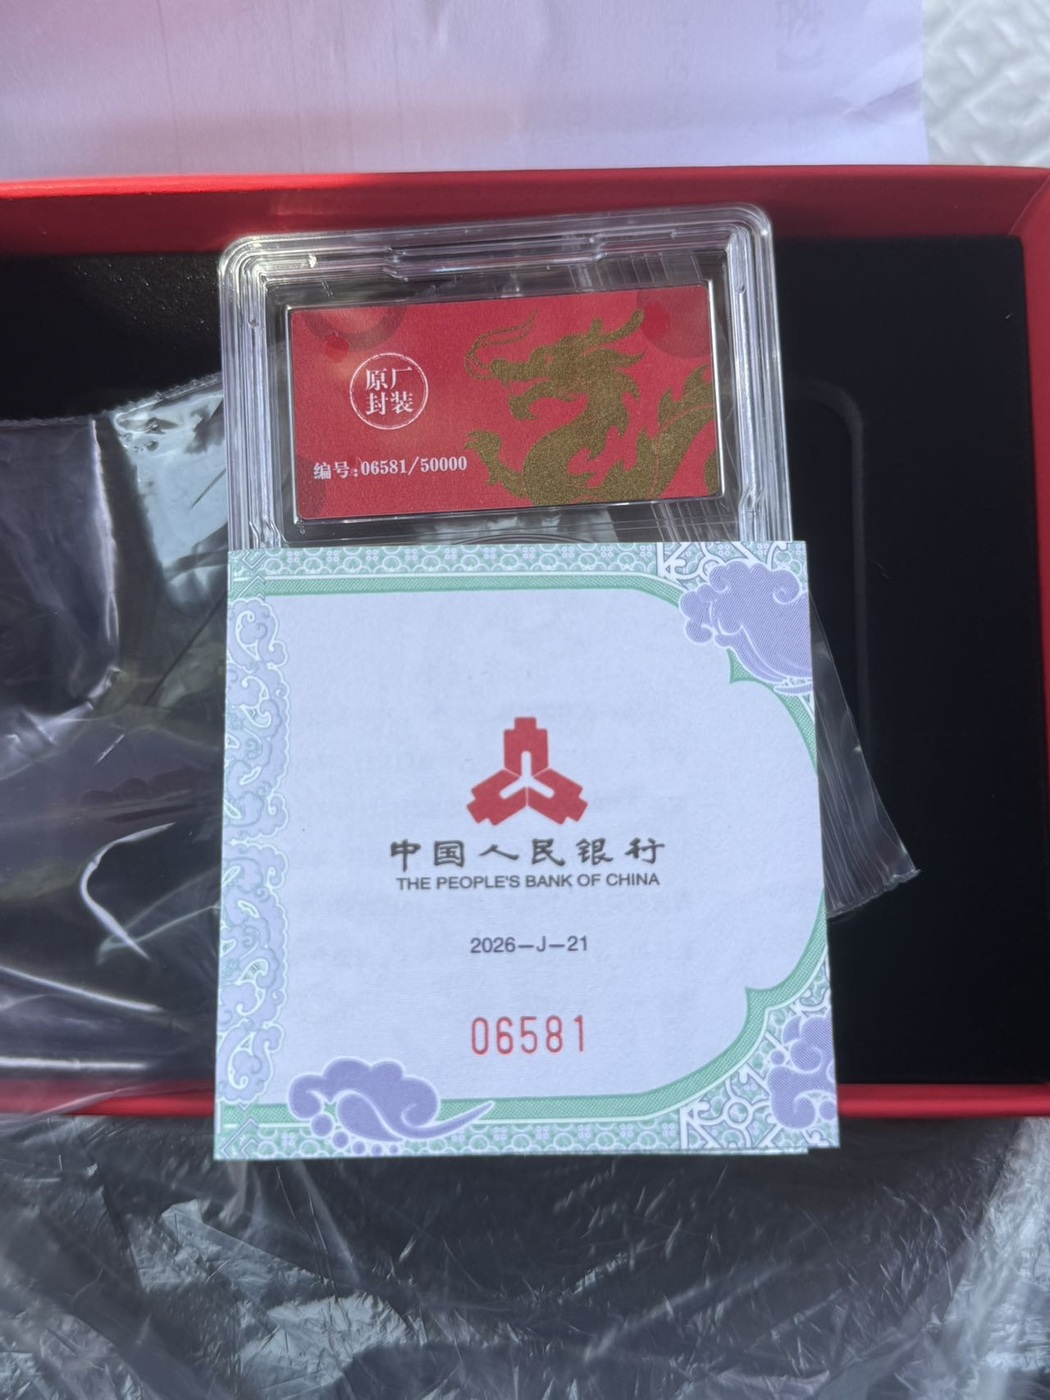 原厂
封装
编号:06581/50000
中国人民银行
THE PEOPLE'S BANK OF CHINA
2026—J—21
06581